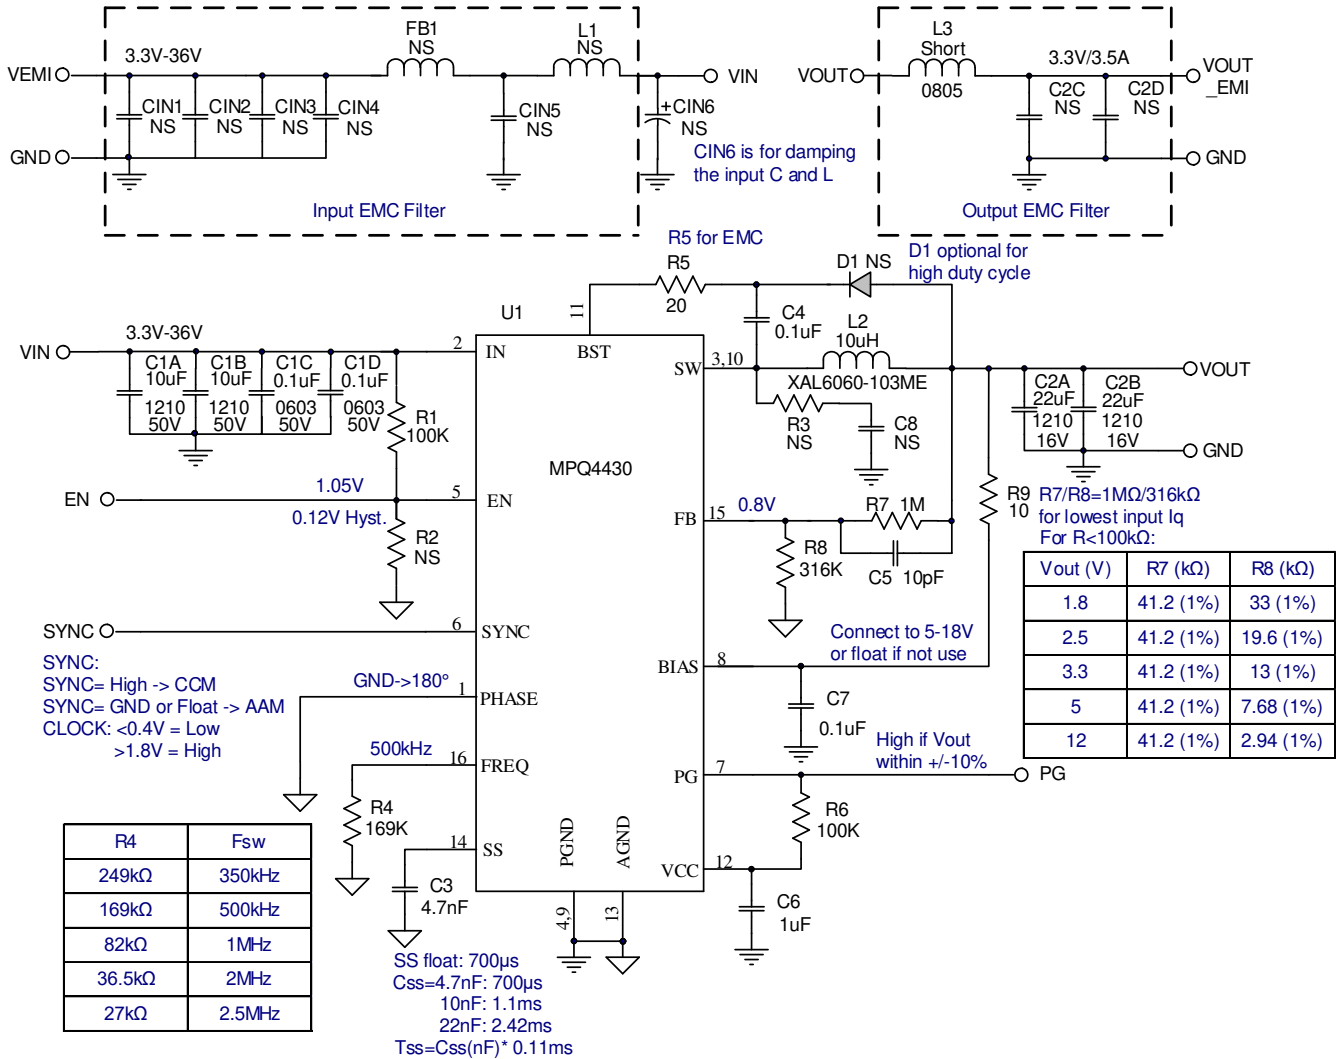 FB1
NS
L1
NS
3.3V-36V
VEMI
VIN
CIN1
NS
CIN2
NS
CIN3
NS
CIN4
NS
CIN5
NS
+CIN6
NS
GND
CIN6 is for damping
the input C and L
Input EMC Filter
L3
Short
0805
VOUT
3.3V/3.5A
VOUT
_EMI
C2C
NS
C2D
NS
GND
Output EMC Filter
R5 for EMC
R5
20
D1 NS
D1 optional for
high duty cycle
U1
11
BST
C4
0.1uF
L2
10uH
XAL6060-103ME
3.3V-36V
VIN
2
IN
C1A
10uF
1210
50V
C1B
10uF
1210
50V
C1C
0.1uF
0603
50V
C1D
0.1uF
0603
50V
R1
100K
SW
3,10
R3
NS
C8
NS
VOUT
C2A
22uF
1210
16V
C2B
22uF
1210
16V
GND
MPQ4430
EN
1.05V
0.12V Hyst.
5
EN
R2
NS
FB
15
0.8V
R7 1M
R8
316K
C5 10pF
R9
10
R7/R8=1MΩ/316kΩ
for lowest input Iq
For R<100kΩ:
Vout (V) R7 (kΩ) R8 (kΩ)
1.8 41.2 (1%) 33 (1%)
2.5 41.2 (1%) 19.6 (1%)
3.3 41.2 (1%) 13 (1%)
5 41.2 (1%) 7.68 (1%)
12 41.2 (1%) 2.94 (1%)
SYNC
6
SYNC
SYNC:
SYNC= High -> CCM
SYNC= GND or Float -> AAM
CLOCK: <0.4V = Low
>1.8V = High
Connect to 5-18V
or float if not use
BIAS
8
C7
0.1uF
GND->180°
1
PHASE
500kHz
16
FREQ
R4
169K
High if Vout
within +/-10%
PG
7
PG
R6
100K
14
SS
C3
4.7nF
PGND
AGND
4,9
13
VCC
12
C6
1uF
R4 Fsw
249kΩ 350kHz
169kΩ 500kHz
82kΩ 1MHz
36.5kΩ 2MHz
27kΩ 2.5MHz
SS float: 700µs
Css=4.7nF: 700µs
10nF: 1.1ms
22nF: 2.42ms
Tss=Css(nF)* 0.11ms